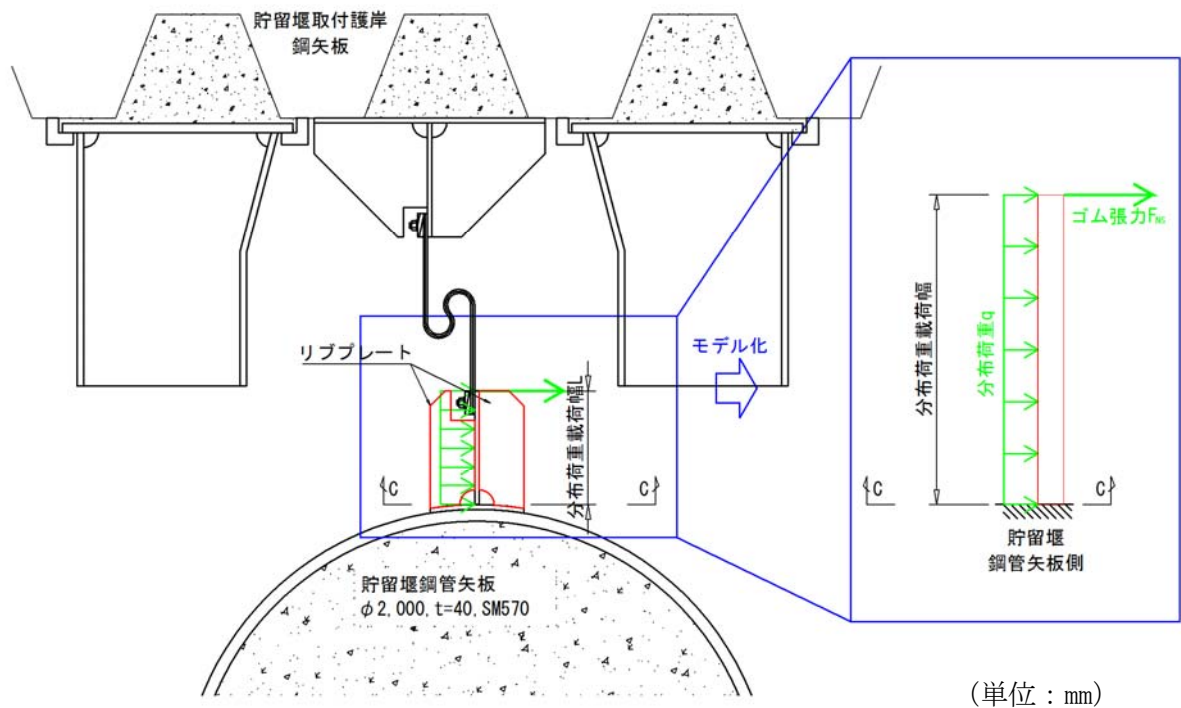 貯留堰取付護岸
鋼矢板
リブプレート
モデル化
分布荷重載荷幅L
C
C
貯留堰鋼管矢板
φ2,000, t=40, SM570
ゴム張力FNS
分布荷重載荷幅
分布荷重q
C
C
貯留堰
鋼管矢板側
(単位：mm)